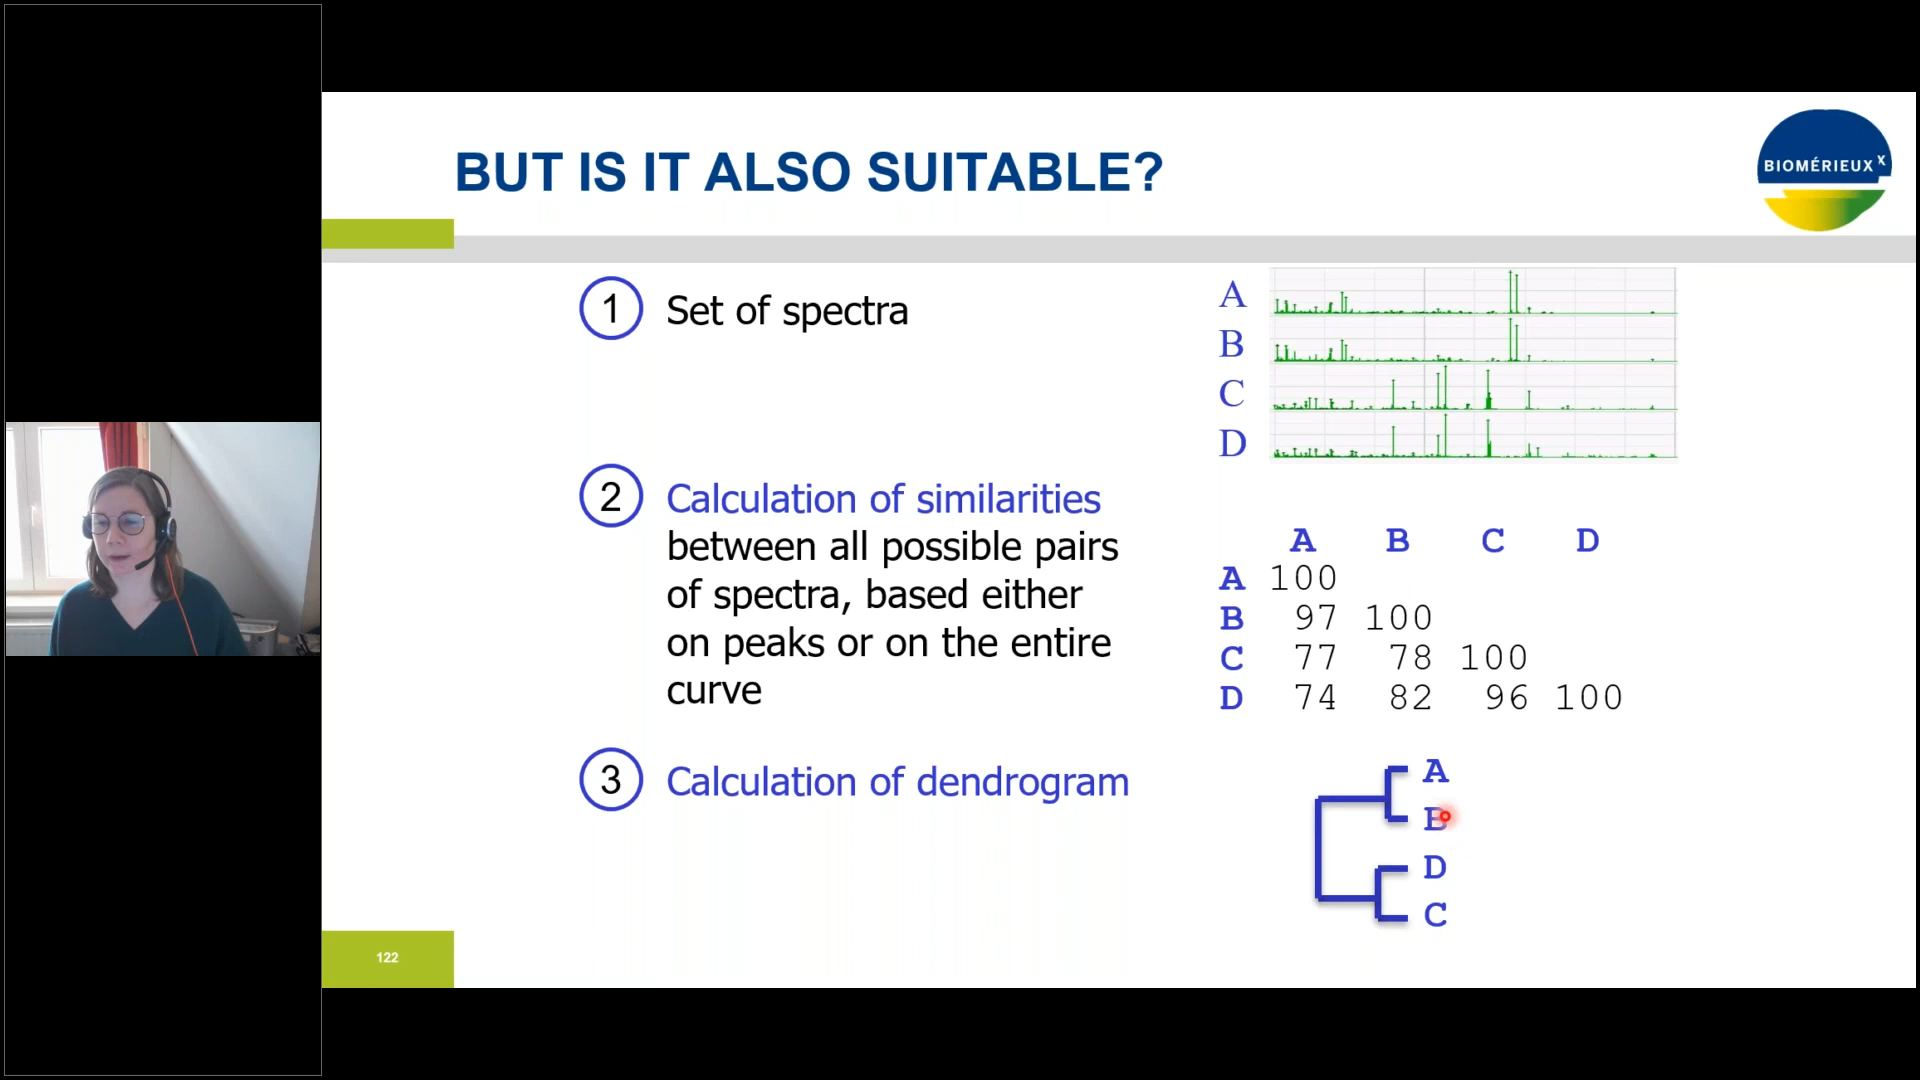 BUT IS IT ALSO SUITABLE?
BIOMÉRIEUX
1 Set of spectra
A
B
C
D
2 Calculation of similarities
between all possible pairs
of spectra, based either
on peaks or on the entire
curve
A B C D
A 100
B 97 100
C 77 78 100
D 74 82 96 100
3 Calculation of dendrogram
A
B
D
C
122